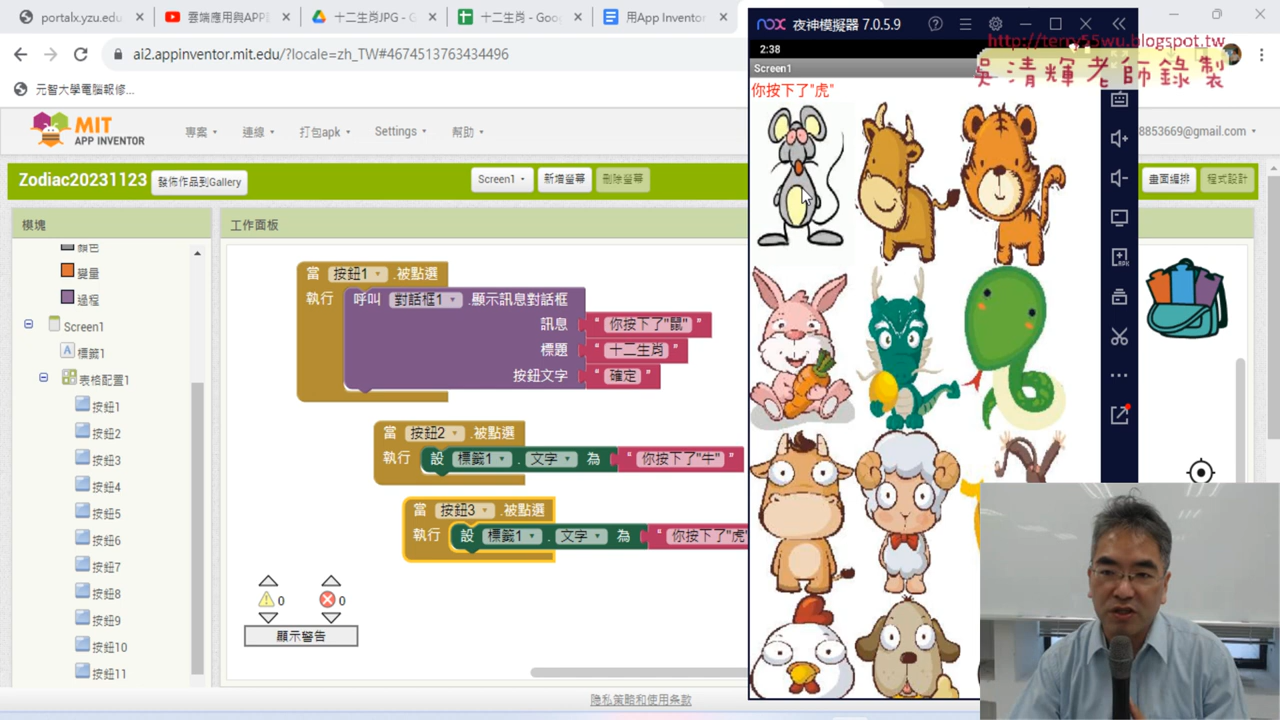 portalx.yzu.edu
雲端應用與APP
十二生肖JPG - G
十二生肖 - Goo
用App Inventor
ai2.appinventor.mit.edu/
3763434496
元智大學電腦報修...
MIT
APP INVENTOR
專案
連線
打包apk
Settings
幫助
8853669@gmail.com
Zodiac20231123
發佈作品到Gallery
Screen1
新增螢幕
刪除螢幕
畫面編排
程式設計
模塊
顏色
變量
過程
Screen1
標籤1
表格配置1
按鈕1
按鈕2
按鈕3
按鈕4
按鈕5
按鈕6
按鈕7
按鈕8
按鈕9
按鈕10
按鈕11
工作面板
當 按鈕1 .被點選
執行 呼叫 對話框1 .顯示訊息對話框
訊息 “ 你按下了"鼠" ”
標題 “ 十二生肖 ”
按鈕文字 “ 確定 ”
當 按鈕2 .被點選
執行 設 標籤1 . 文字 為 “ 你按下了"牛" ”
當 按鈕3 .被點選
執行 設 標籤1 . 文字 為 “ 你按下了"虎"
0
0
顯示警告
隐私策略和使用条款
nox 夜神模擬器 7.0.5.9
2:38
Screen1
你按下了"虎"
http://terry55wu.blogspot.tw
吳清輝老師錄製